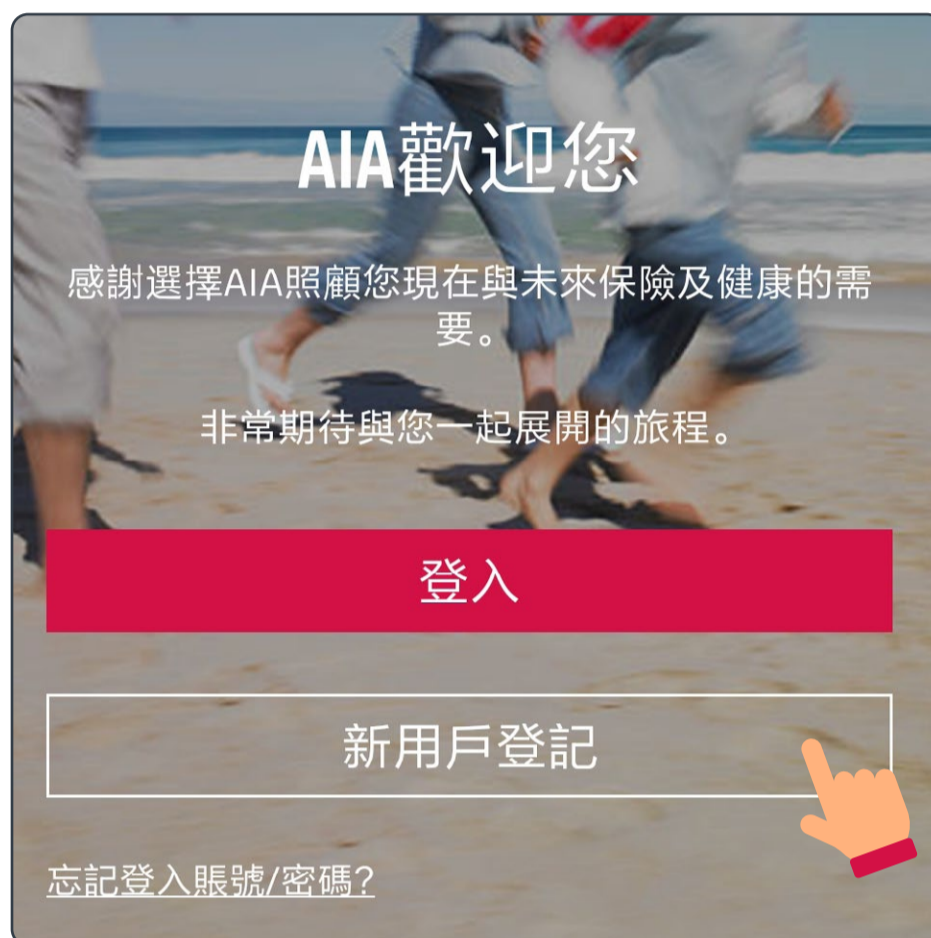 AIA歡迎您
感謝選擇AIA照顧您現在與未來保險及健康的需
要。
非常期待與您一起展開的旅程。
登入
新用戶登記
忘記登入賬號/密碼?